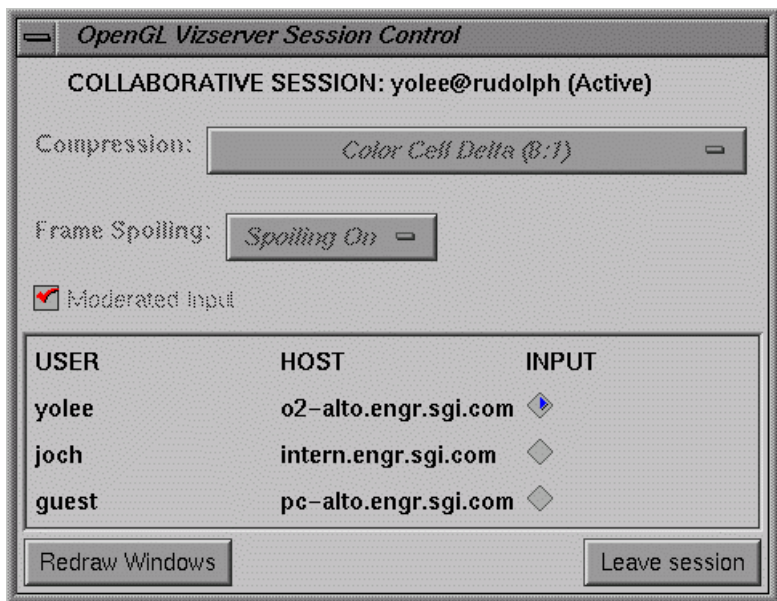 OpenGL Vizserver Session Control
COLLABORATIVE SESSION: yolee@rudolph (Active)
Compression: Color Cell Delta (8:1)
Frame Spoiling: Spoiling On
Moderated Input
USER HOST INPUT
yolee o2-alto.engr.sgi.com
joch intern.engr.sgi.com
guest pc-alto.engr.sgi.com
Redraw Windows Leave session